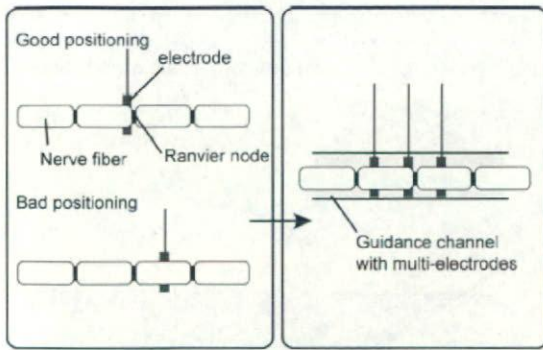 Good positioning
electrode
Nerve fiber
Ranvier node
Bad positioning
Guidance channel
with multi-electrodes